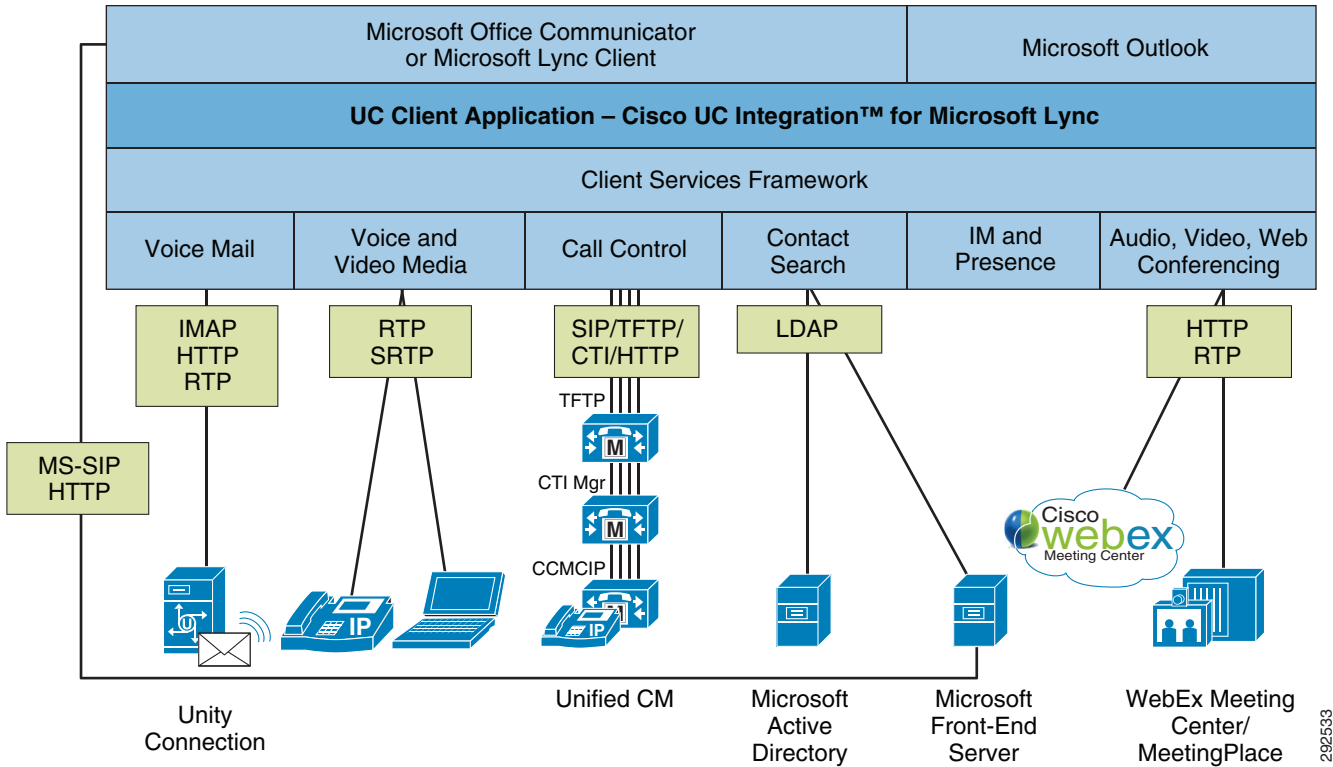 Microsoft Office Communicator
or Microsoft Lync Client
Microsoft Outlook
UC Client Application – Cisco UC Integration™ for Microsoft Lync
Client Services Framework
Voice Mail
Voice and
Video Media
Call Control
Contact
Search
IM and
Presence
Audio, Video, Web
Conferencing
IMAP
HTTP
RTP
RTP
SRTP
SIP/TFTP/
CTI/HTTP
LDAP
HTTP
RTP
TFTP
M
MS-SIP
HTTP
CTI Mgr
M
Cisco
webex
Meeting Center
CCMCIP
M
U
IP
IP
Unity
Connection
Unified CM
Microsoft
Active
Directory
Microsoft
Front-End
Server
WebEx Meeting
Center/
MeetingPlace
292533